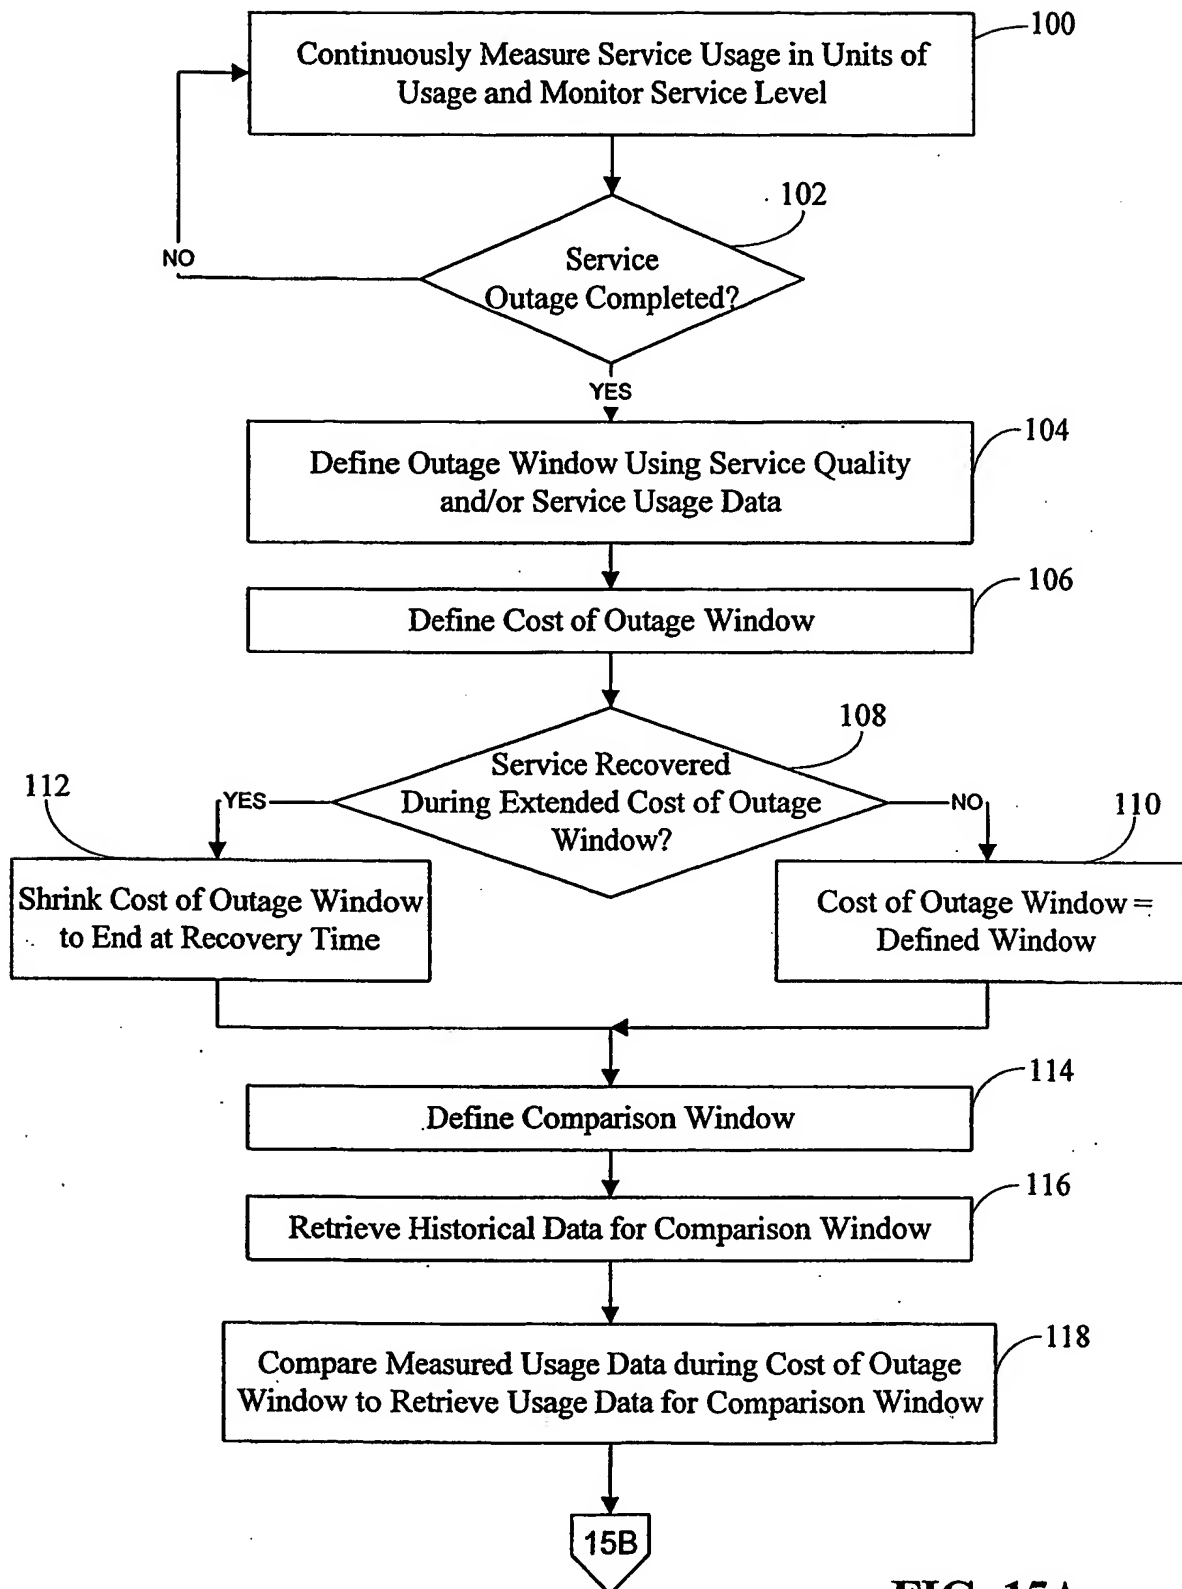 100
Continuously Measure Service Usage in Units of
Usage and Monitor Service Level
102
NO
Service
Outage Completed?
YES
104
Define Outage Window Using Service Quality
and/or Service Usage Data
106
Define Cost of Outage Window
108
Service Recovered
During Extended Cost of Outage
Window?
112
YES
NO
110
Shrink Cost of Outage Window
to End at Recovery Time
Cost of Outage Window =
Defined Window
114
Define Comparison Window
116
Retrieve Historical Data for Comparison Window
118
Compare Measured Usage Data during Cost of Outage
Window to Retrieve Usage Data for Comparison Window
15B
FIG. 15A